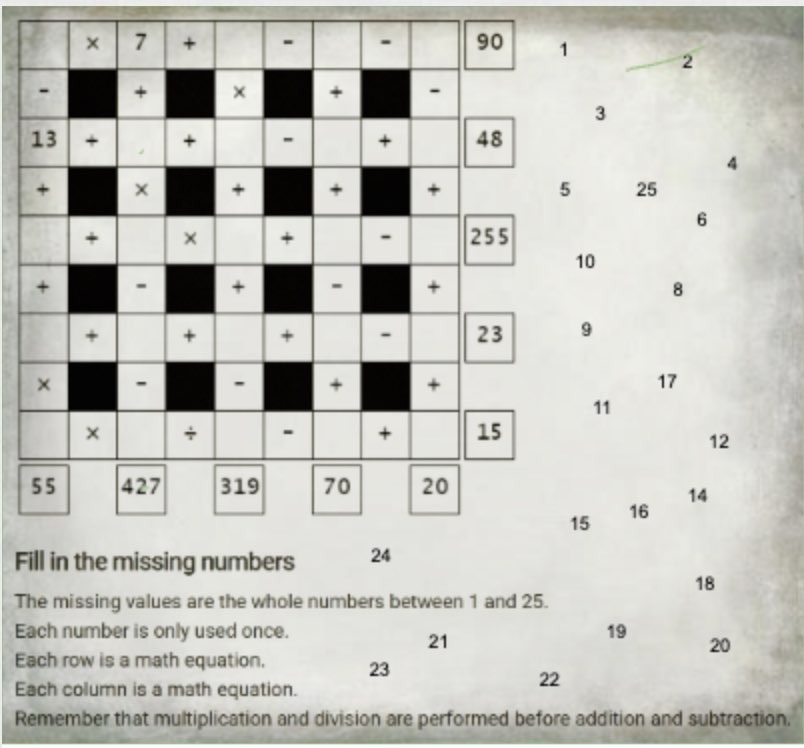 × 7 + - - 90
- + × + -
13 + + - + 48
+ × + + +
+ × + - 255
+ - + - +
+ + + - 23
× - - + +
× ÷ - + 15
55 427 319 70 20
1
2
3
4
5 25
6
10
8
9
17
11
12
14
16
15
24
18
19
21
20
23
22
Fill in the missing numbers
The missing values are the whole numbers between 1 and 25.
Each number is only used once.
Each row is a math equation.
Each column is a math equation.
Remember that multiplication and division are performed before addition and subtraction.